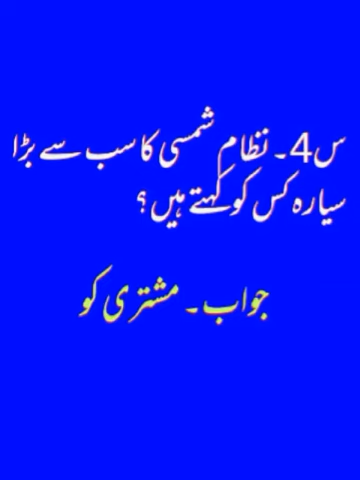 س4۔ نظام شمسی کا سب سے بڑا
سیارہ کس کو کہتے ہیں؟
جواب۔ مشتری کو